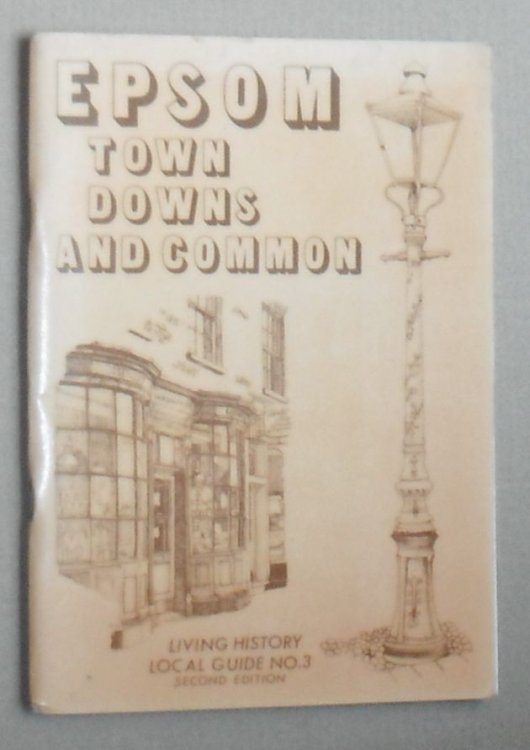 EPSOM
TOWN
DOWNS
AND COMMON
LIVING HISTORY
LOCAL GUIDE NO.3
SECOND EDITION